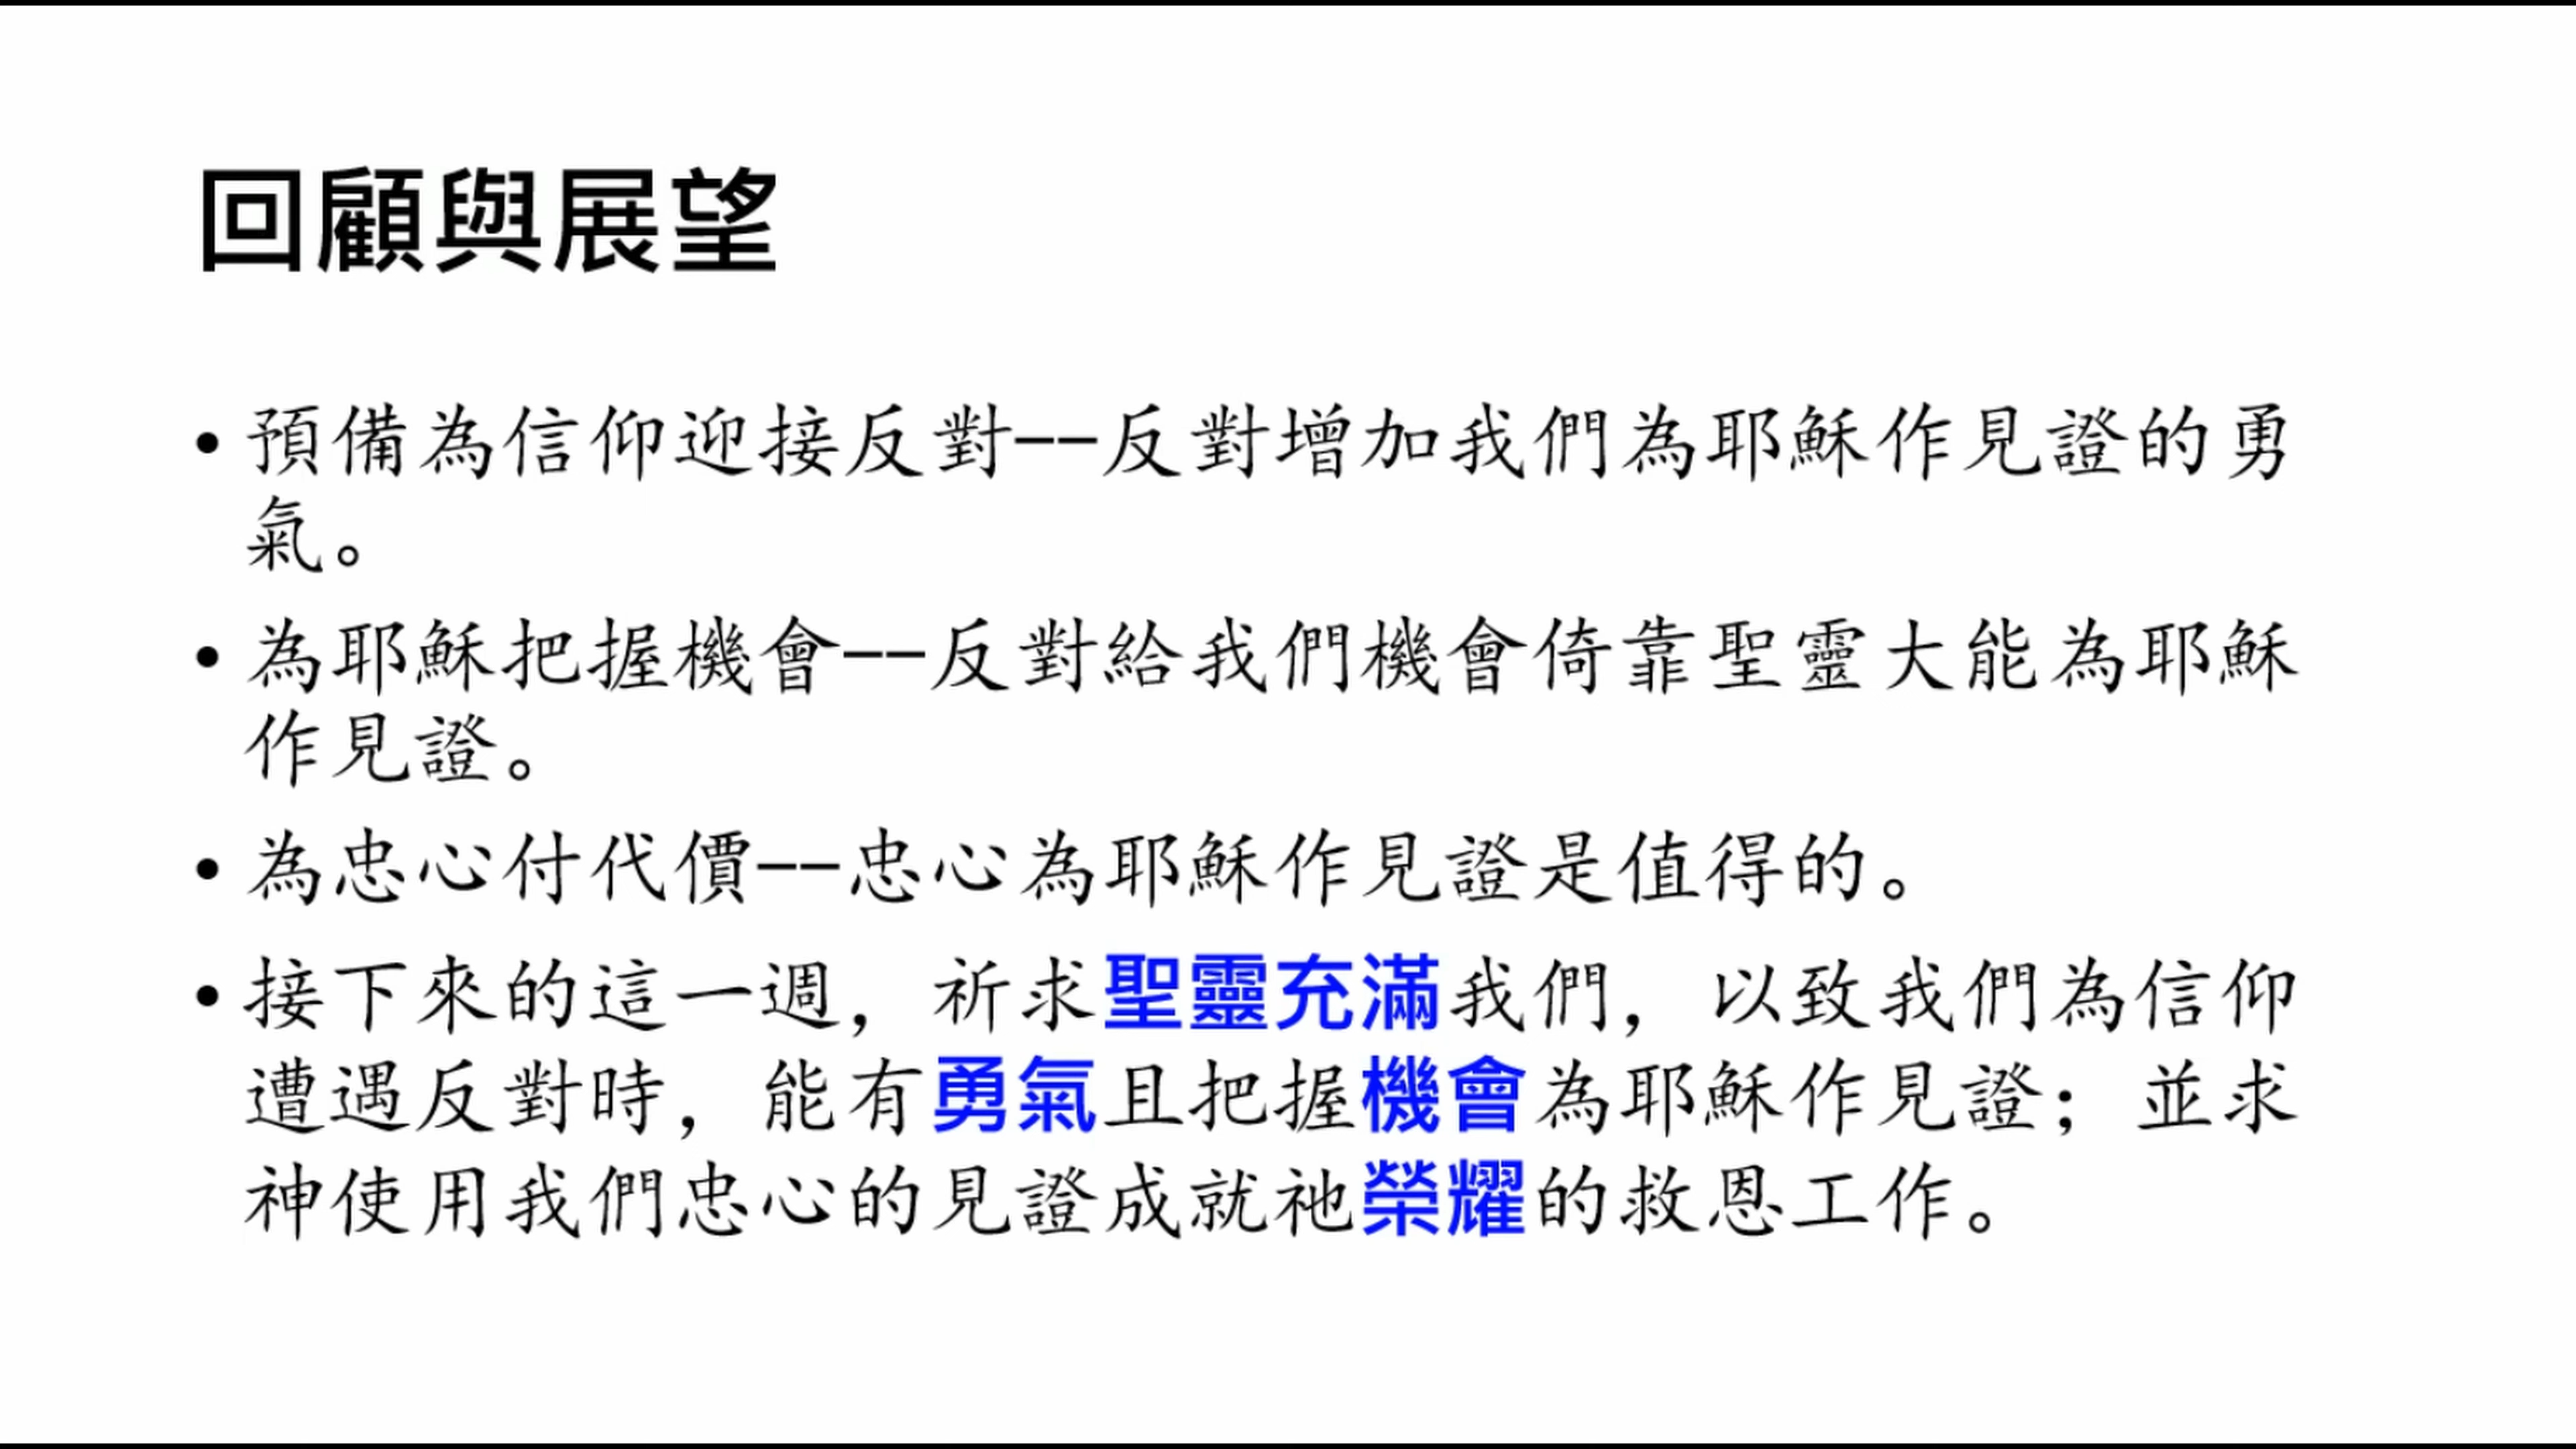 回顧與展望
• 預備為信仰迎接反對--反對增加我們為耶穌作見證的勇
氣。
• 為耶穌把握機會--反對給我們機會倚靠聖靈大能為耶穌
作見證。
• 為忠心付代價--忠心為耶穌作見證是值得的。
• 接下來的這一週，祈求聖靈充滿我們，以致我們為信仰
遭遇反對時，能有勇氣且把握機會為耶穌作見證；並求
神使用我們忠心的見證成就祂榮耀的救恩工作。